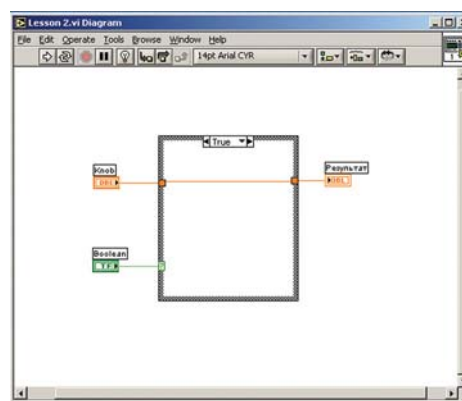 Lesson 2.vi Diagram
File Edit Operate Tools Browse Window Help
14pt Arial CYR
1
True
Knob
DBL
Результат
DBL
Boolean
TF